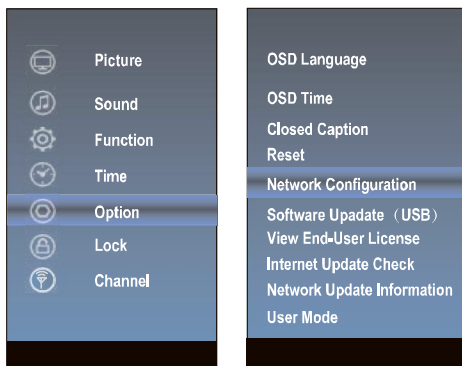 Picture
Sound
Function
Time
Option
Lock
Channel
OSD Language
OSD Time
Closed Caption
Reset
Network Configuration
Software Upadate（USB）
View End-User License
Internet Update Check
Network Update Information
User Mode